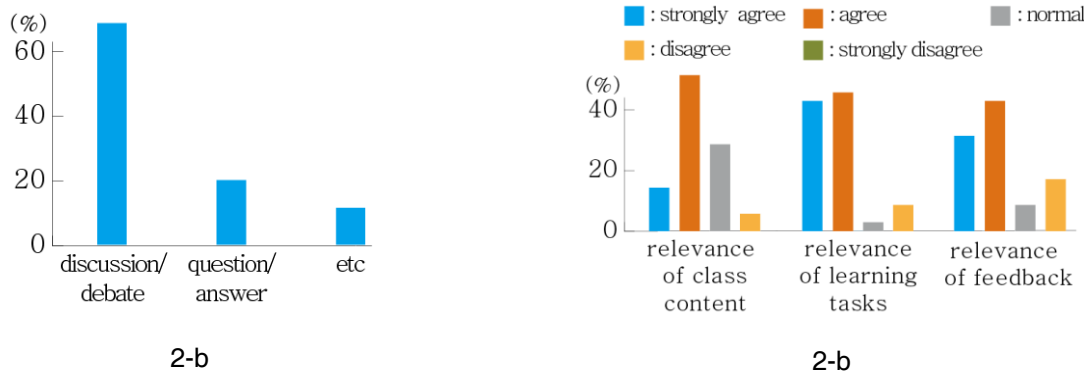 (%)
60
40
20
0
discussion/
debate
question/
answer
etc
2-b
: strongly agree
: agree
: normal
: disagree
: strongly disagree
(%)
40
20
0
relevance
of class
content
relevance
of learning
tasks
relevance
of feedback
2-b